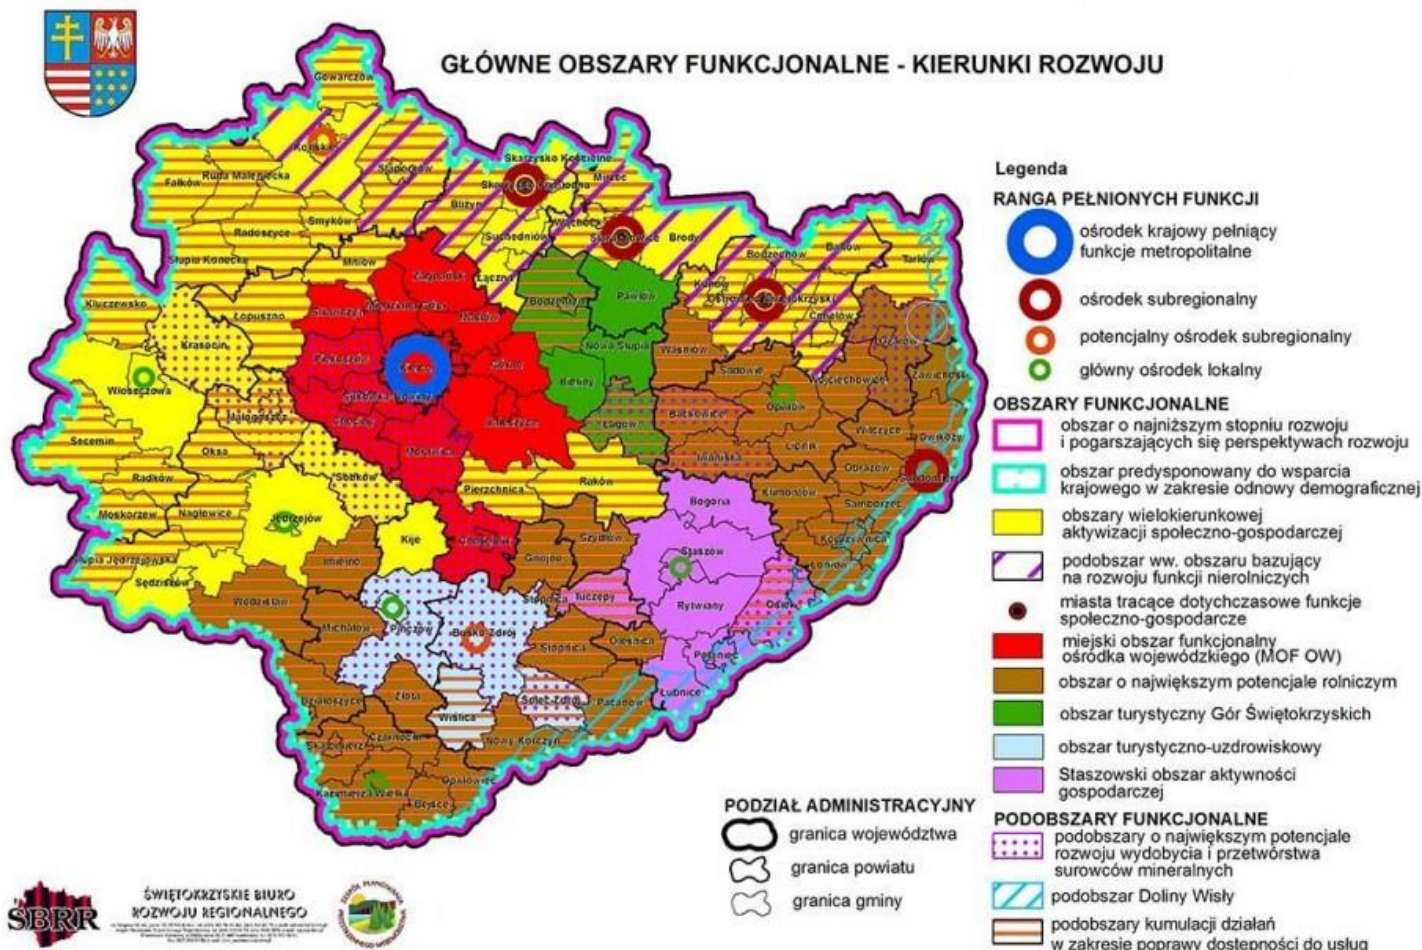 GŁÓWNE OBSZARY FUNKCJONALNE - KIERUNKI ROZWOJU
Gowarczów
Skarżysko Kościelne
Końskie
Stąporków
Mirzec
Fałków
Ruda Maleniecka
Bliżyn
Smyków
Radoszyce
Suchedniów
Brody
Bodzechów
Bałtów
Tarłów
Słupia Konecka
Mniów
Łączna
Kluczewsko
Łopuszno
Bodzentyn
Pawłów
Kunów
Ostrowiec Świętokrzyski
Ćmielów
Krasocin
Piekoszów
Nowa Słupia
Waśniów
Sadowie
Ożarów
Włoszczowa
Górno
Bieliny
Wojciechowice
Zawichost
Małogoszcz
Łagów
Baćkowice
Opatów
Wilczyce
Dwikozy
Secemin
Oksa
Morawica
Iwaniska
Lipnik
Obrazów
Sandomierz
Radków
Sobków
Pierzchnica
Raków
Bogoria
Klimontów
Samborzec
Moskorzew
Nagłowice
Jędrzejów
Kije
Chmielnik
Szydłów
Staszów
Koprzywnica
Słupia Jędrzejowska
Imielno
Gnojno
Łoniów
Sędziszów
Wodzisław
Tuczępy
Rytwiany
Osiek
Michałów
Pińczów
Busko-Zdrój
Stopnica
Oleśnica
Połaniec
Działoszyce
Złota
Wiślica
Solec-Zdrój
Pacanów
Łubnice
Skalbmierz
Czarnocin
Nowy Korczyn
Kazimierza Wielka
Opatowiec
Bejsce
Legenda
RANGA PEŁNIONYCH FUNKCJI
ośrodek krajowy pełniący
funkcje metropolitalne
ośrodek subregionalny
potencjalny ośrodek subregionalny
główny ośrodek lokalny
OBSZARY FUNKCJONALNE
obszar o najniższym stopniu rozwoju
i pogarszających się perspektywach rozwoju
obszar predysponowany do wsparcia
krajowego w zakresie odnowy demograficznej
obszary wielokierunkowej
aktywizacji społeczno-gospodarczej
podobszar ww. obszaru bazujący
na rozwoju funkcji nierolniczych
miasta tracące dotychczasowe funkcje
społeczno-gospodarcze
miejski obszar funkcjonalny
ośrodka wojewódzkiego (MOF OW)
obszar o największym potencjale rolniczym
obszar turystyczny Gór Świętokrzyskich
obszar turystyczno-uzdrowiskowy
Staszowski obszar aktywności
gospodarczej
PODOBSZARY FUNKCJONALNE
podobszary o największym potencjale
rozwoju wydobycia i przetwórstwa
surowców mineralnych
podobszar Doliny Wisły
podobszary kumulacji działań
w zakresie poprawy dostępności do usług
PODZIAŁ ADMINISTRACYJNY
granica województwa
granica powiatu
granica gminy
SBRR
ŚWIĘTOKRZYSKIE BIURO
ROZWOJU REGIONALNEGO